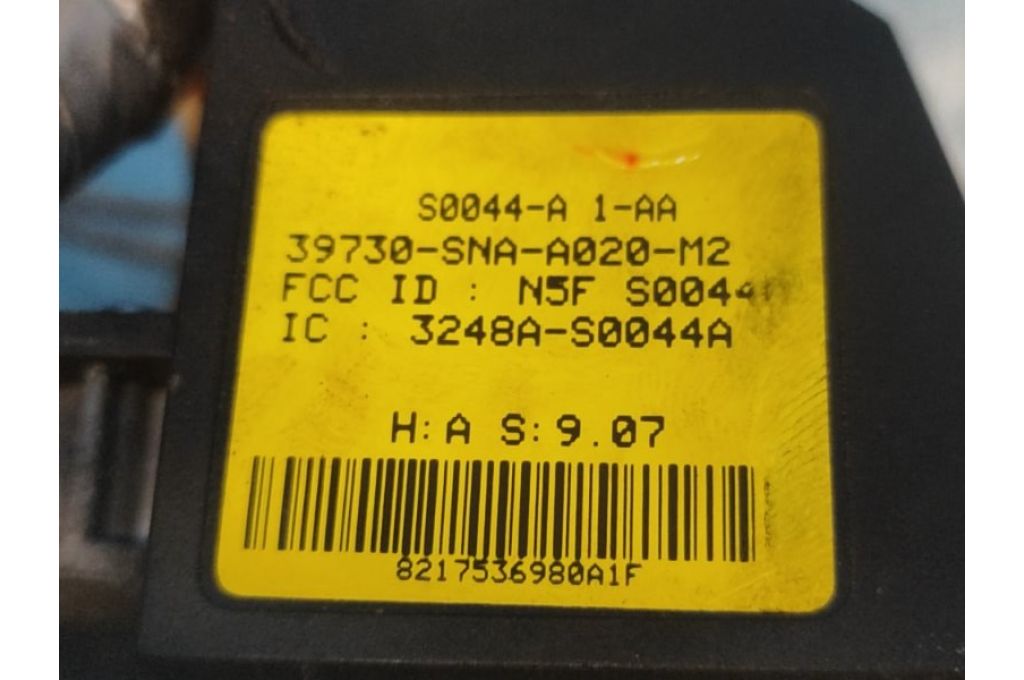 S0044-A 1-AA
39730-SNA-A020-M2
FCC ID : N5F
IC : 3248A-S0044A
H: A S: 9.07
8217536980A1F